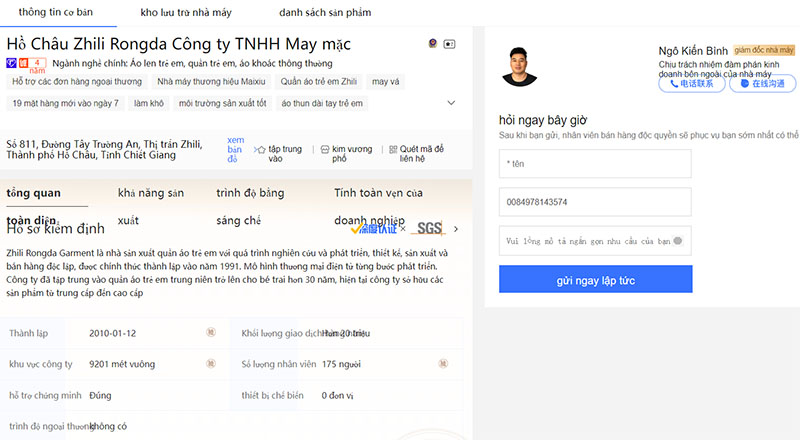 thông tin cơ bản
kho lưu trữ nhà máy
danh sách sản phẩm
Hồ Châu Zhili Rongda Công ty TNHH May mặc
4
năm
Ngành nghề chính: Áo len trẻ em, quần trẻ em, áo khoác thông thường
Hỗ trợ các đơn hàng ngoại thương
Nhà máy thương hiệu Maixiu
Quần áo trẻ em Zhili
may vá
19 mặt hàng mới vào ngày 7
làm khô
môi trường sản xuất tốt
áo thun dài tay trẻ em
Số 811, Đường Tây Trường An, Thị trấn Zhili,
Thành phố Hồ Châu, Tỉnh Chiết Giang
xem
bản
đồ
tập trung
vào
kim vương
phố
Quét mã để
liên hệ
tổng quan
toàn diện
khả năng sản
xuất
trình độ bằng
sáng chế
Tính toàn vẹn của
doanh nghiệp
Hồ sơ kiểm định
深度认证 × SGS
Zhili Rongda Garment là nhà sản xuất quần áo trẻ em với quá trình nghiên cứu và phát triển, thiết kế, sản xuất và
bán hàng độc lập, được chính thức thành lập vào năm 1991. Mô hình thương mại điện tử từng bước phát triển.
Công ty đã tập trung vào quần áo trẻ em trung niên trở lên cho bé trai hơn 30 năm, hiện tại công ty sở hữu các
sản phẩm từ trung cấp đến cao cấp
Thành lập
2010-01-12
Khối lượng giao dịch
Hơn 20 triệu
khu vực công ty
9201 mét vuông
Số lượng nhân viên
175 người
hỗ trợ chứng minh
Đúng
thiết bị chế biến
0 đơn vị
trình độ ngoại thương
không có
Ngô Kiến Bình
giám đốc nhà máy
Chịu trách nhiệm đàm phán kinh
doanh bên ngoài của nhà máy
电话联系
在线沟通
hỏi ngay bây giờ
Sau khi bạn gửi, nhân viên bán hàng độc quyền sẽ phục vụ bạn sớm nhất có thể
* tên
0084978143574
Vui lòng mô tả ngắn gọn nhu cầu của bạn
gửi ngay lập tức